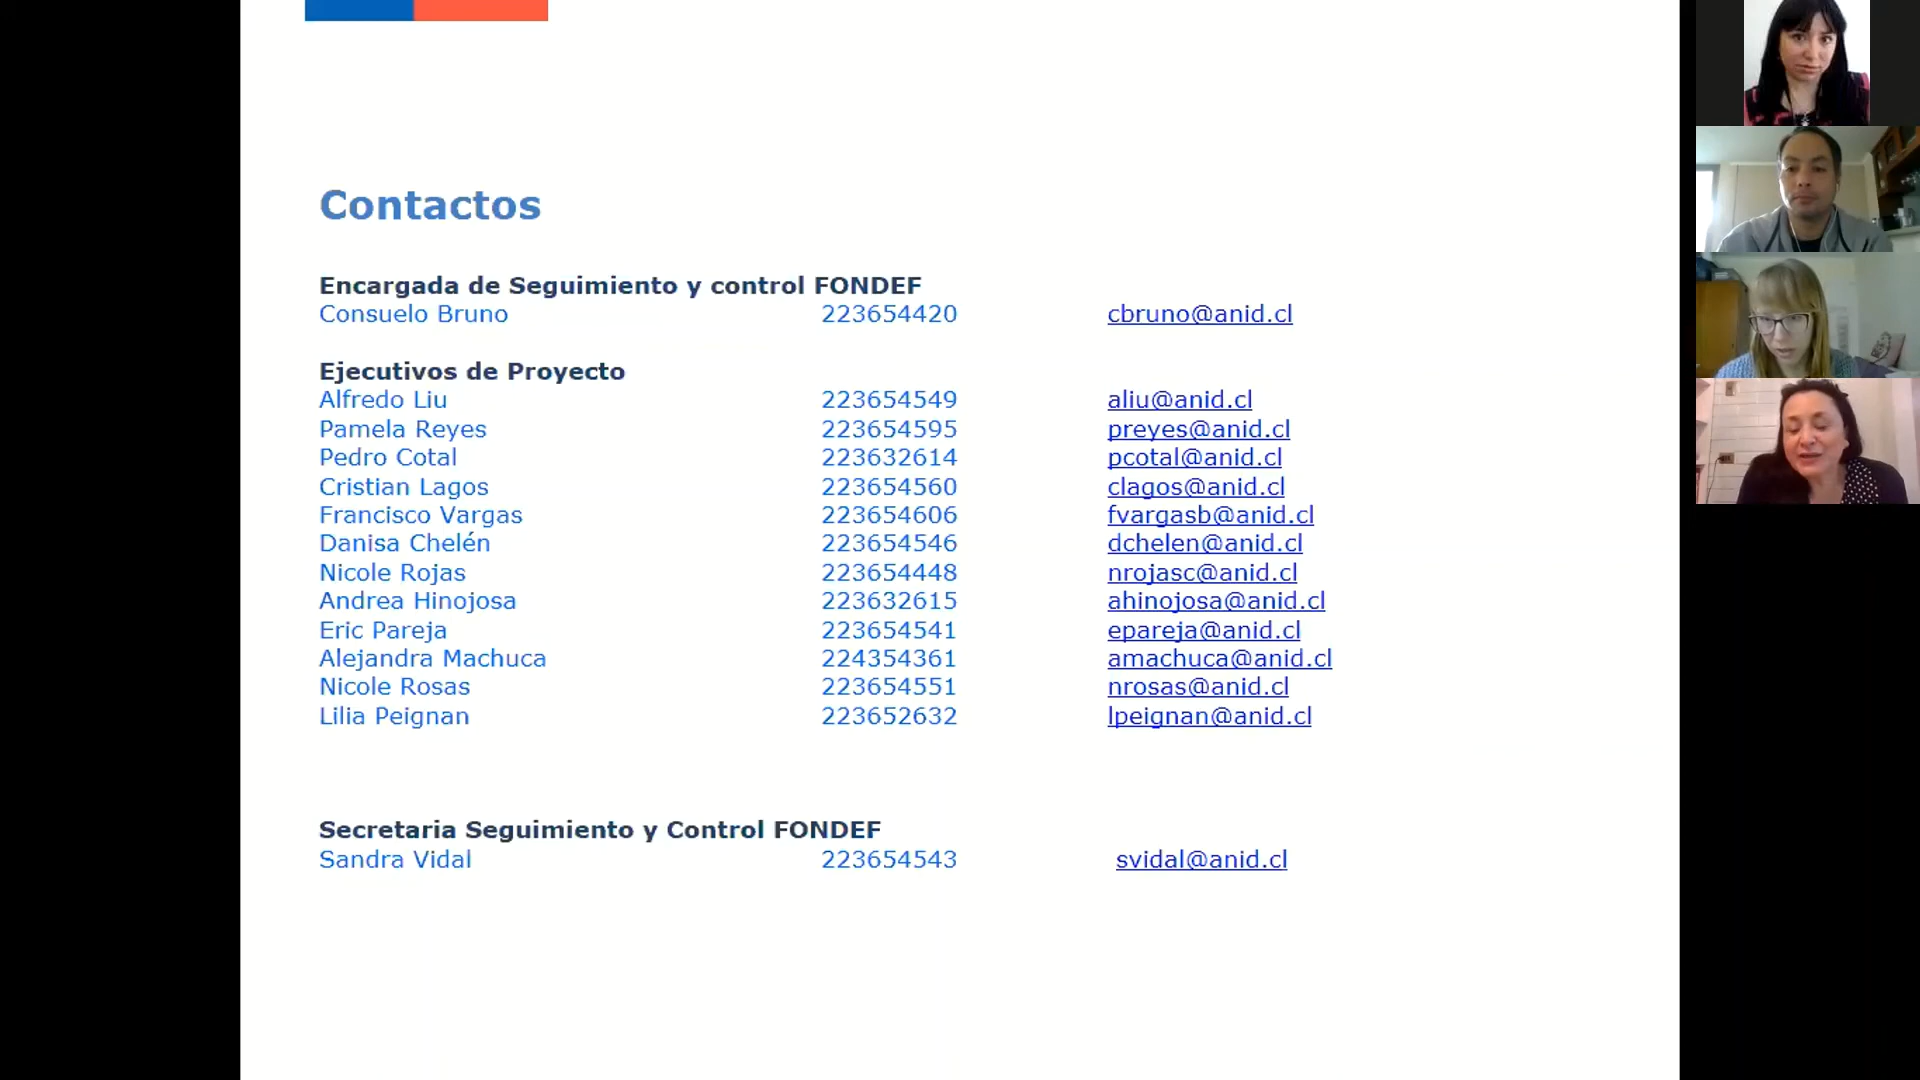 Contactos
Encargada de Seguimiento y control FONDEF
Consuelo Bruno 223654420 cbruno@anid.cl
Ejecutivos de Proyecto
Alfredo Liu 223654549 aliu@anid.cl
Pamela Reyes 223654595 preyes@anid.cl
Pedro Cotal 223632614 pcotal@anid.cl
Cristian Lagos 223654560 clagos@anid.cl
Francisco Vargas 223654606 fvargasb@anid.cl
Danisa Chelén 223654546 dchelen@anid.cl
Nicole Rojas 223654448 nrojasc@anid.cl
Andrea Hinojosa 223632615 ahinojosa@anid.cl
Eric Pareja 223654541 epareja@anid.cl
Alejandra Machuca 224354361 amachuca@anid.cl
Nicole Rosas 223654551 nrosas@anid.cl
Lilia Peignan 223652632 lpeignan@anid.cl
Secretaria Seguimiento y Control FONDEF
Sandra Vidal 223654543 svidal@anid.cl